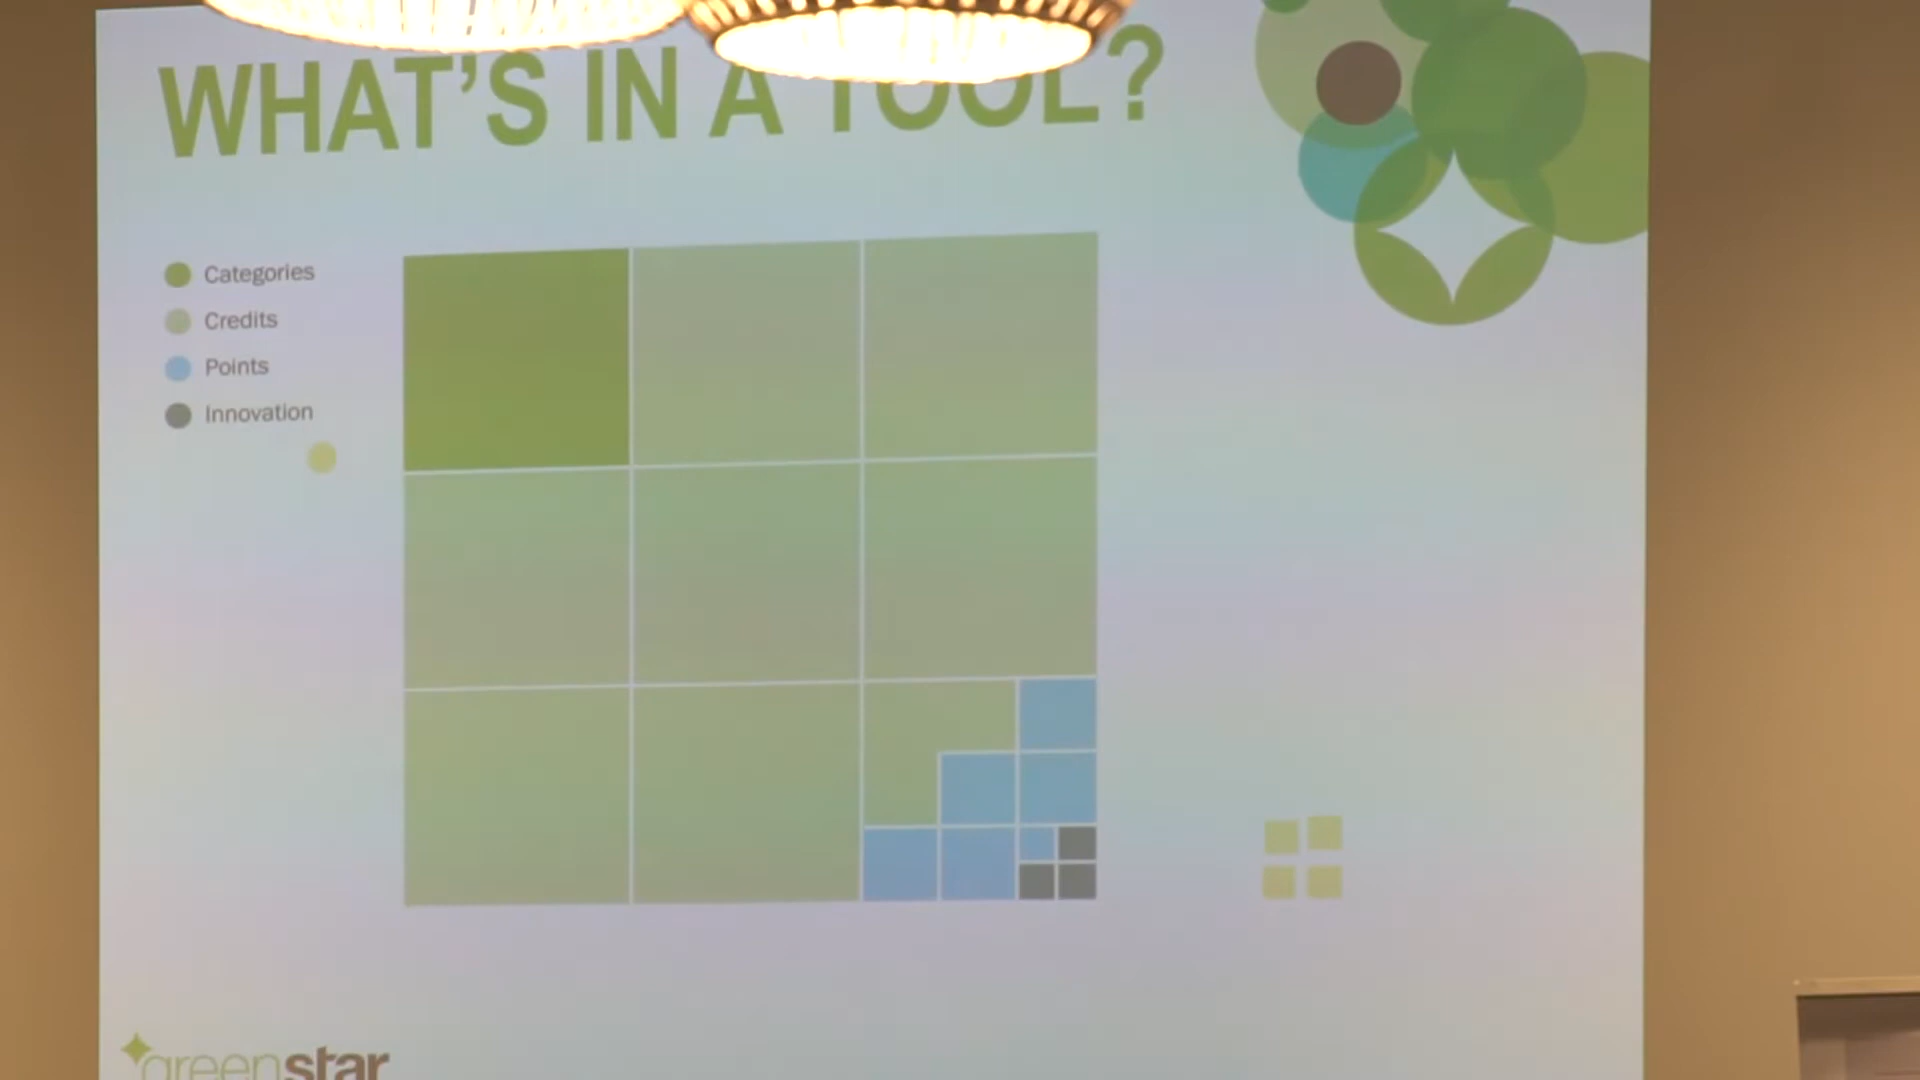 WHAT'S IN A TOOL?
Categories
Credits
Points
Innovation
greenstar